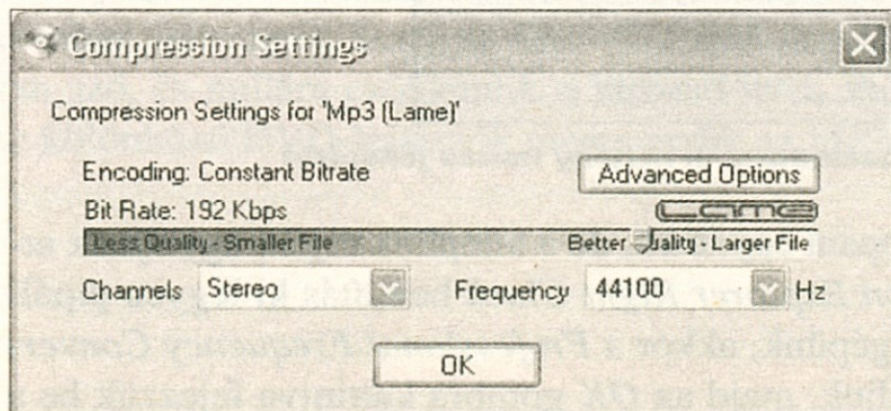 Compression Settings
Compression Settings for 'Mp3 (Lame)'
Encoding: Constant Bitrate
Advanced Options
Bit Rate: 192 Kbps
LAME
Less Quality - Smaller File
Better uality - Larger File
Channels
Stereo
Frequency
44100
Hz
OK